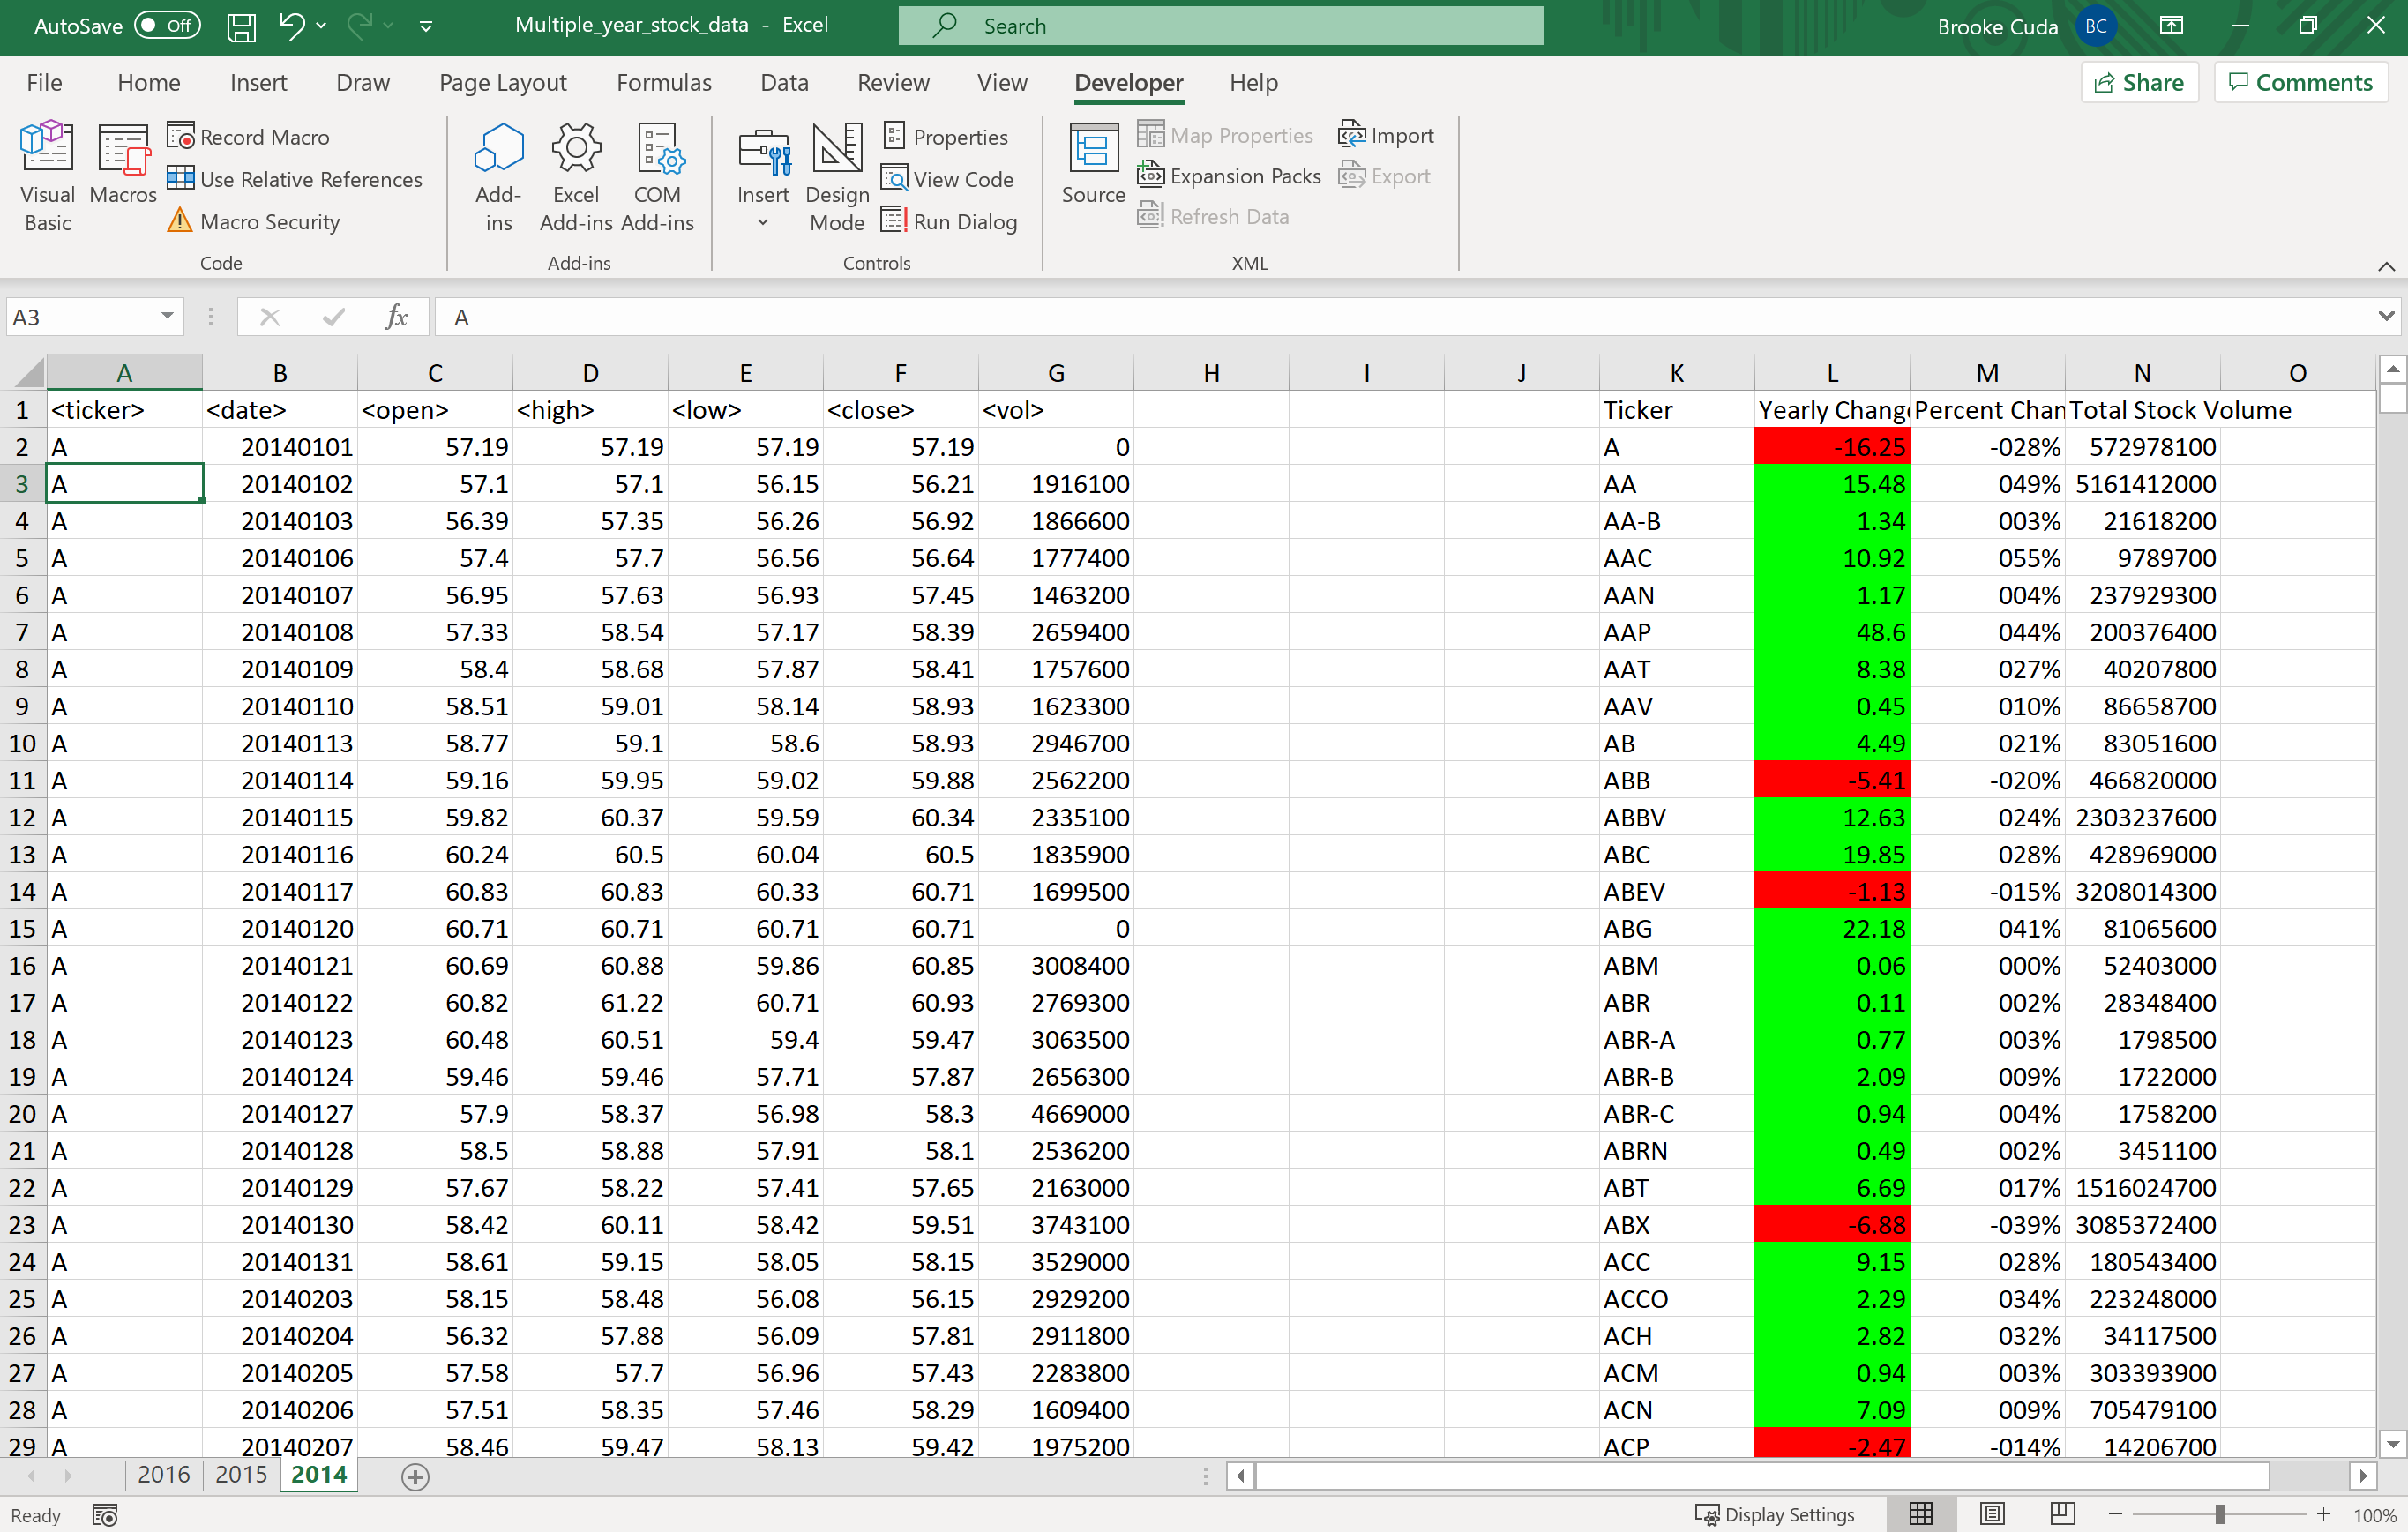 AutoSave Off Multiple_year_stock_data - Excel Search Brooke Cuda BC
File Home Insert Draw Page Layout Formulas Data Review View Developer Help Share Comments
Visual Basic Macros Record Macro Use Relative References Macro Security Code
Add-ins Excel Add-ins COM Add-ins Add-ins
Insert Design Mode Properties View Code Run Dialog Controls
Source Map Properties Expansion Packs Refresh Data Import Export XML
A3 fx A
A B C D E F G H I J K L M N O
1 <ticker> <date> <open> <high> <low> <close> <vol> Ticker Yearly Chang Percent Chan Total Stock Volume
2 A 20140101 57.19 57.19 57.19 57.19 0 A -16.25 -028% 572978100
3 A 20140102 57.1 57.1 56.15 56.21 1916100 AA 15.48 049% 5161412000
4 A 20140103 56.39 57.35 56.26 56.92 1866600 AA-B 1.34 003% 21618200
5 A 20140106 57.4 57.7 56.56 56.64 1777400 AAC 10.92 055% 9789700
6 A 20140107 56.95 57.63 56.93 57.45 1463200 AAN 1.17 004% 237929300
7 A 20140108 57.33 58.54 57.17 58.39 2659400 AAP 48.6 044% 200376400
8 A 20140109 58.4 58.68 57.87 58.41 1757600 AAT 8.38 027% 40207800
9 A 20140110 58.51 59.01 58.14 58.93 1623300 AAV 0.45 010% 86658700
10 A 20140113 58.77 59.1 58.6 58.93 2946700 AB 4.49 021% 83051600
11 A 20140114 59.16 59.95 59.02 59.88 2562200 ABB -5.41 -020% 466820000
12 A 20140115 59.82 60.37 59.59 60.34 2335100 ABBV 12.63 024% 2303237600
13 A 20140116 60.24 60.5 60.04 60.5 1835900 ABC 19.85 028% 428969000
14 A 20140117 60.83 60.83 60.33 60.71 1699500 ABEV -1.13 -015% 3208014300
15 A 20140120 60.71 60.71 60.71 60.71 0 ABG 22.18 041% 81065600
16 A 20140121 60.69 60.88 59.86 60.85 3008400 ABM 0.06 000% 52403000
17 A 20140122 60.82 61.22 60.71 60.93 2769300 ABR 0.11 002% 28348400
18 A 20140123 60.48 60.51 59.4 59.47 3063500 ABR-A 0.77 003% 1798500
19 A 20140124 59.46 59.46 57.71 57.87 2656300 ABR-B 2.09 009% 1722000
20 A 20140127 57.9 58.37 56.98 58.3 4669000 ABR-C 0.94 004% 1758200
21 A 20140128 58.5 58.88 57.91 58.1 2536200 ABRN 0.49 002% 3451100
22 A 20140129 57.67 58.22 57.41 57.65 2163000 ABT 6.69 017% 1516024700
23 A 20140130 58.42 60.11 58.42 59.51 3743100 ABX -6.88 -039% 3085372400
24 A 20140131 58.61 59.15 58.05 58.15 3529000 ACC 9.15 028% 180543400
25 A 20140203 58.15 58.48 56.08 56.15 2929200 ACCO 2.29 034% 223248000
26 A 20140204 56.32 57.88 56.09 57.81 2911800 ACH 2.82 032% 34117500
27 A 20140205 57.58 57.7 56.96 57.43 2283800 ACM 0.94 003% 303393900
28 A 20140206 57.51 58.35 57.46 58.29 1609400 ACN 7.09 009% 705479100
29 A 20140207 58.46 59.47 58.13 59.42 1975200 ACP -2.47 -014% 14206700
2016 2015 2014
Ready Display Settings 100%